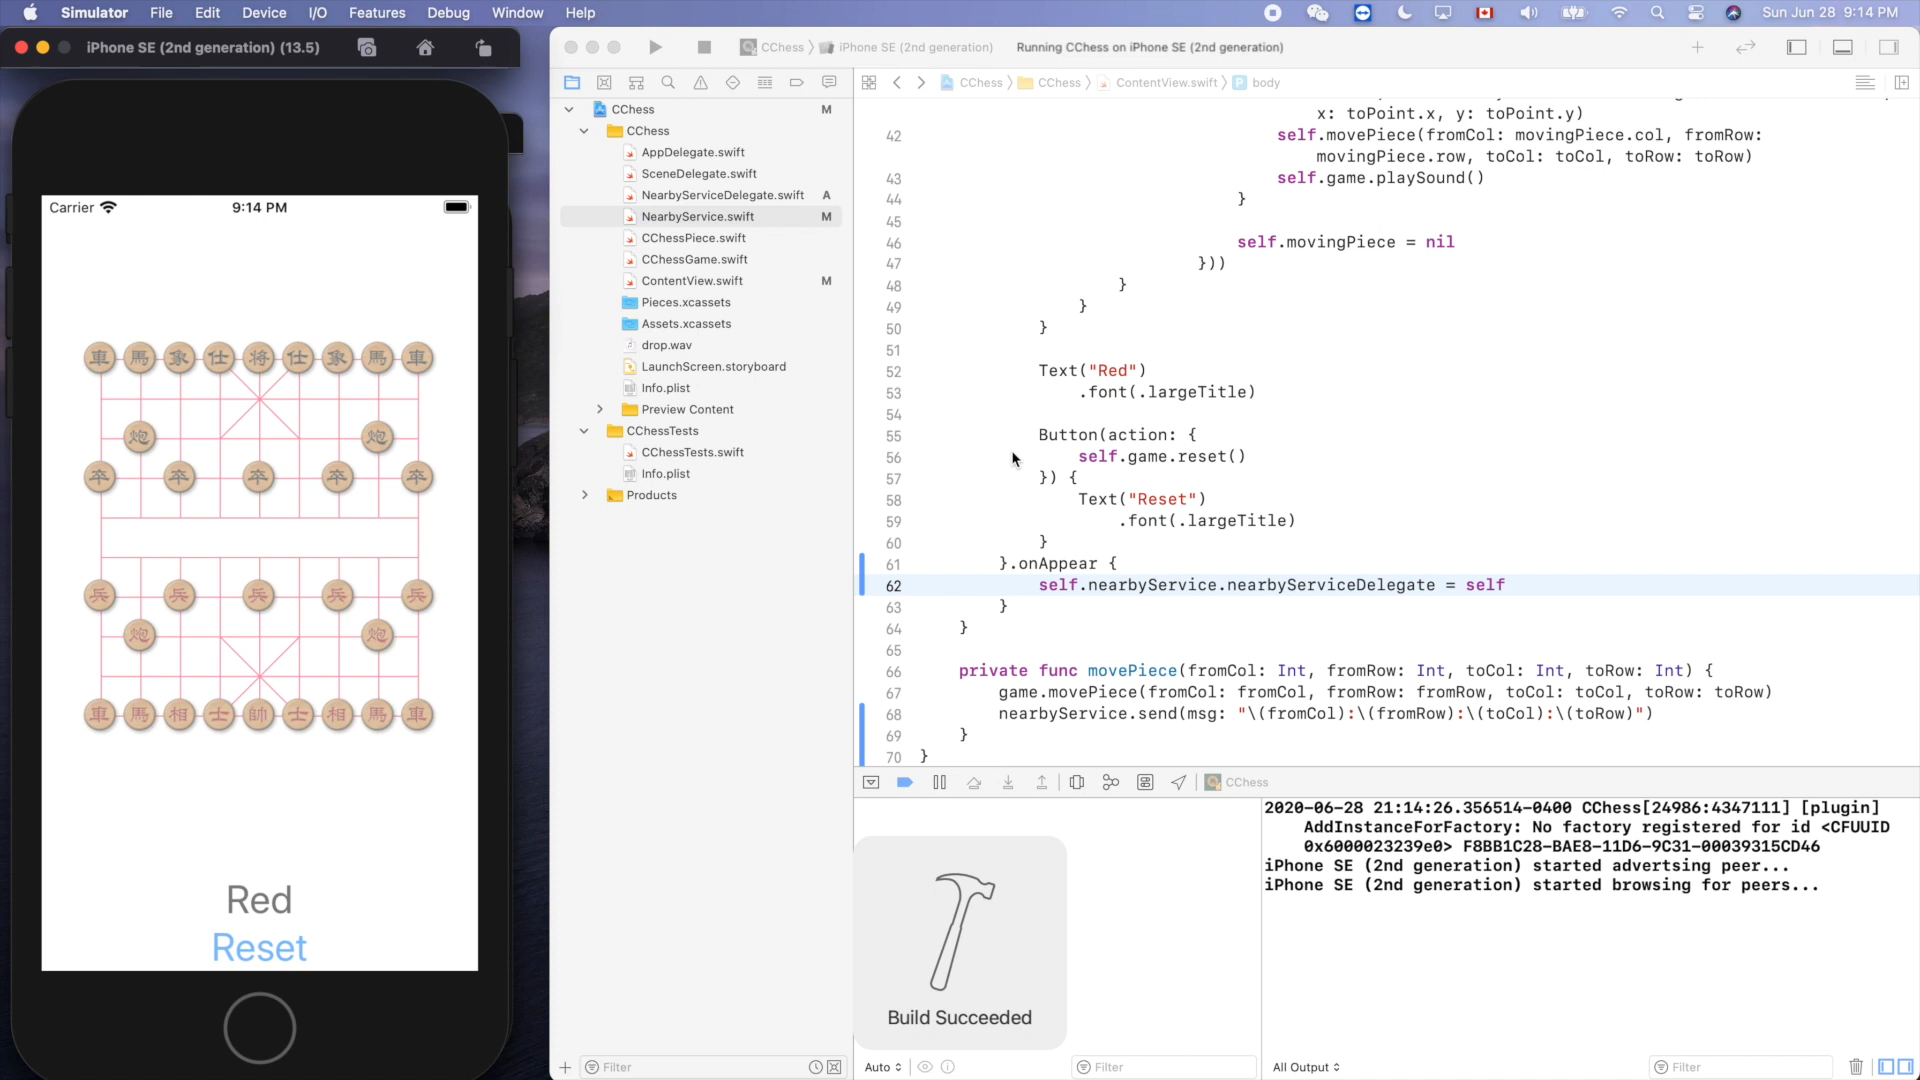 Simulator File Edit Device I/O Features Debug Window Help
Sun Jun 28 9:14 PM
iPhone SE (2nd generation) (13.5)
Carrier
9:14 PM
車 馬 象 仕 将 仕 象 馬 車
炮 炮
卒 卒 卒 卒 卒
兵 兵 兵 兵 兵
炮 炮
車 馬 相 士 帥 士 相 馬 車
Red
Reset
CChess
iPhone SE (2nd generation)
Running CChess on iPhone SE (2nd generation)
CChess M
CChess
AppDelegate.swift
SceneDelegate.swift
NearbyServiceDelegate.swift A
NearbyService.swift M
CChessPiece.swift
CChessGame.swift
ContentView.swift M
Pieces.xcassets
Assets.xcassets
drop.wav
LaunchScreen.storyboard
Info.plist
Preview Content
CChessTests
CChessTests.swift
Info.plist
Products
Filter
CChess
CChess
ContentView.swift
P body
x: toPoint.x, y: toPoint.y)
42 self.movePiece(fromCol: movingPiece.col, fromRow:
movingPiece.row, toCol: toCol, toRow: toRow)
43 self.game.playSound()
44 }
45
46 self.movingPiece = nil
47 }))
48 }
49 }
50 }
51
52 Text("Red")
53 .font(.largeTitle)
54
55 Button(action: {
56 self.game.reset()
57 }) {
58 Text("Reset")
59 .font(.largeTitle)
60 }
61 }.onAppear {
62 self.nearbyService.nearbyServiceDelegate = self
63 }
64 }
65
66 private func movePiece(fromCol: Int, fromRow: Int, toCol: Int, toRow: Int) {
67 game.movePiece(fromCol: fromCol, fromRow: fromRow, toCol: toCol, toRow: toRow)
68 nearbyService.send(msg: "\(fromCol):\(fromRow):\(toCol):\(toRow)")
69 }
70 }
CChess
Build Succeeded
Auto
Filter
2020-06-28 21:14:26.356514-0400 CChess[24986:4347111] [plugin]
AddInstanceForFactory: No factory registered for id <CFUUID
0x6000023239e0> F8BB1C28-BAE8-11D6-9C31-00039315CD46
iPhone SE (2nd generation) started advertsing peer...
iPhone SE (2nd generation) started browsing for peers...
All Output
Filter